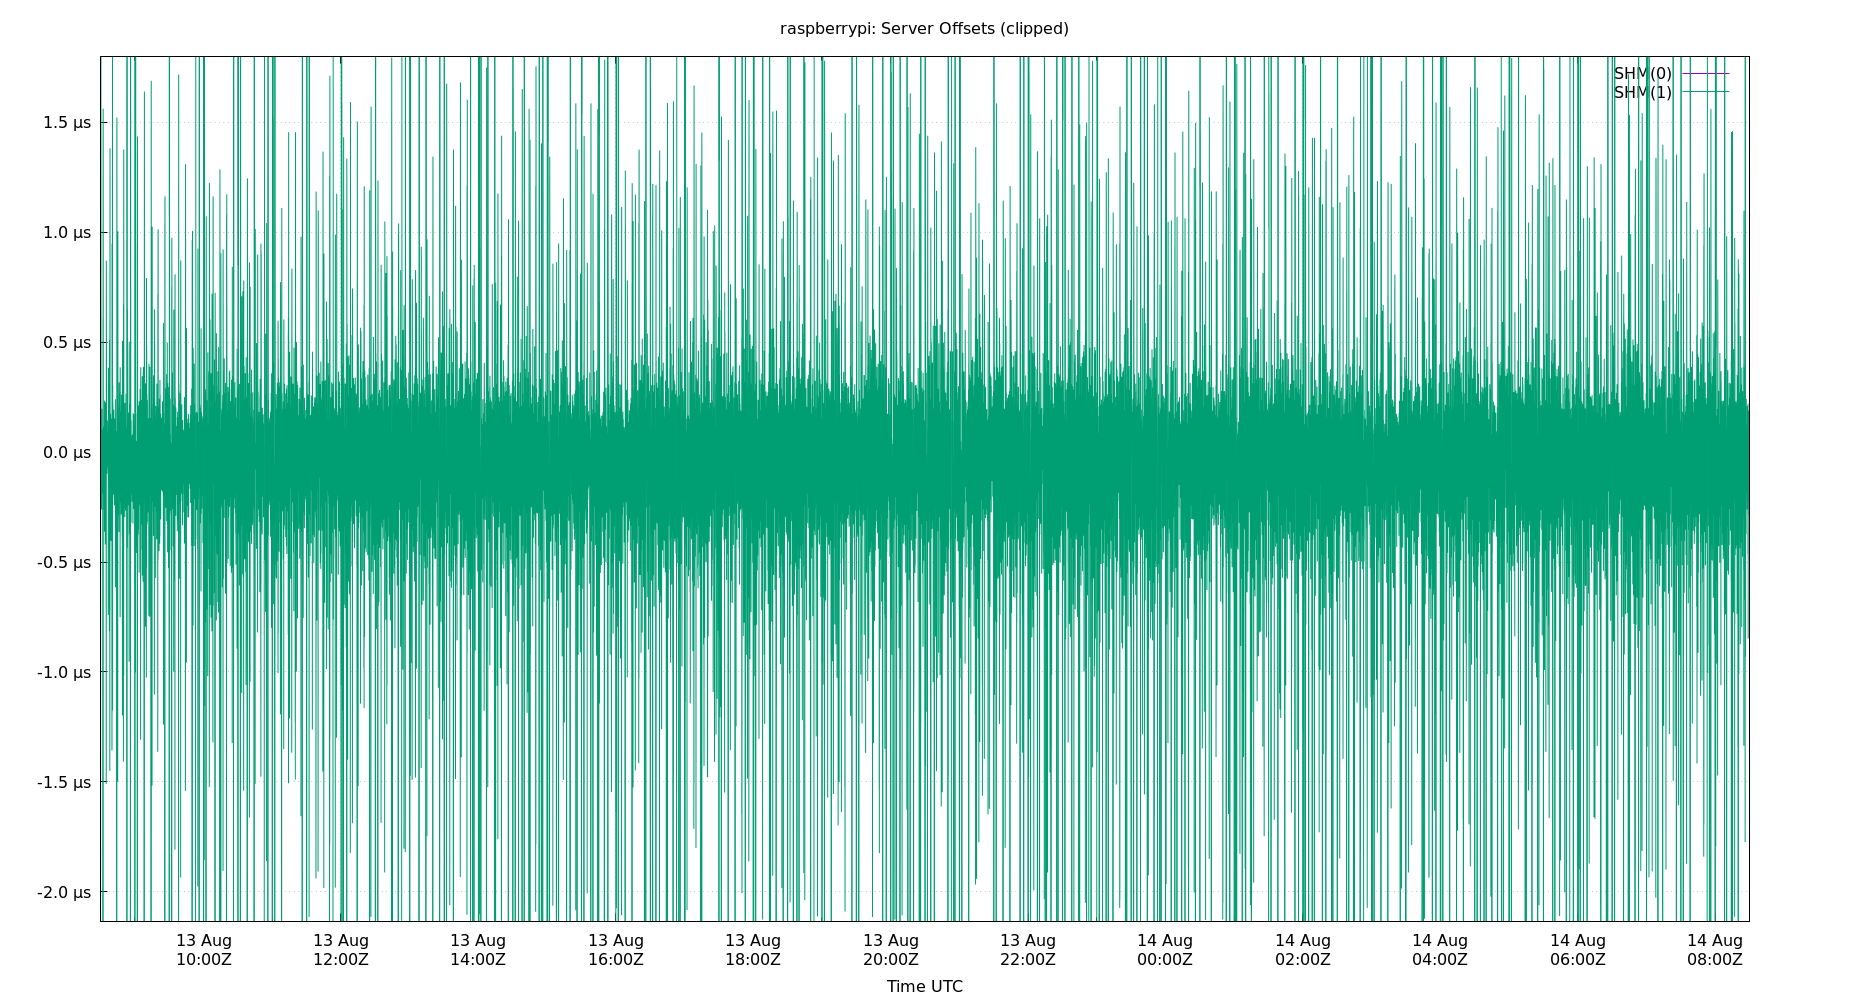 raspberrypi: Server Offsets (clipped)
SHM(0)
SHM(1)
1.5 µs
1.0 µs
0.5 µs
0.0 µs
-0.5 µs
-1.0 µs
-1.5 µs
-2.0 µs
13 Aug 13 Aug 13 Aug 13 Aug 13 Aug 13 Aug 13 Aug 14 Aug 14 Aug 14 Aug 14 Aug 14 Aug
10:00Z 12:00Z 14:00Z 16:00Z 18:00Z 20:00Z 22:00Z 00:00Z 02:00Z 04:00Z 06:00Z 08:00Z
Time UTC